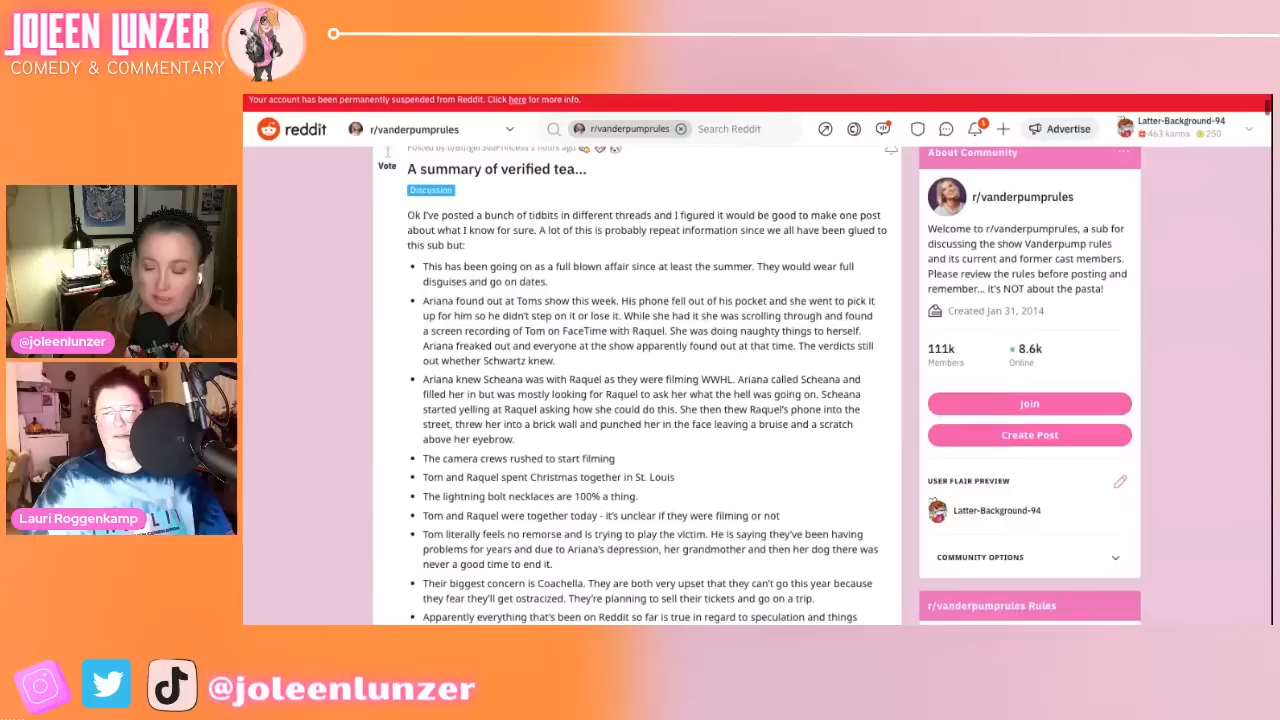 JOLEEN LUNZER
COMEDY & COMMENTARY
Your account has been permanently suspended from Reddit. Click here for more info.
reddit
r/vanderpumprules
r/vanderpumprules
Search Reddit
1
Advertise
Latter-Background-94
463 karma
250
Vote
A summary of verified tea...
Discussion
Ok I've posted a bunch of tidbits in different threads and I figured it would be good to make one post
about what I know for sure. A lot of this is probably repeat information since we all have been glued to
this sub but:
This has been going on as a full blown affair since at least the summer. They would wear full
disguises and go on dates.
Ariana found out at Toms show this week. His phone fell out of his pocket and she went to pick it
up for him so he didn't step on it or lose it. While she had it she was scrolling through and found
a screen recording of Tom on FaceTime with Raquel. She was doing naughty things to herself.
Ariana freaked out and everyone at the show apparently found out at that time. The verdicts still
out whether Schwartz knew.
Ariana knew Scheana was with Raquel as they were filming WWHL. Ariana called Scheana and
filled her in but was mostly looking for Raquel to ask her what the hell was going on. Scheana
started yelling at Raquel asking how she could do this. She then thew Raquel's phone into the
street, threw her into a brick wall and punched her in the face leaving a bruise and a scratch
above her eyebrow.
The camera crews rushed to start filming
Tom and Raquel spent Christmas together in St. Louis
The lightning bolt necklaces are 100% a thing.
Tom and Raquel were together today - it's unclear if they were filming or not
Tom literally feels no remorse and is trying to play the victim. He is saying they've been having
problems for years and due to Ariana's depression, her grandmother and then her dog there was
never a good time to end it.
Their biggest concern is Coachella. They are both very upset that they can't go this year because
they fear they'll get ostracized. They're planning to sell their tickets and go on a trip.
Apparently everything that's been on Reddit so far is true in regard to speculation and things
About Community
r/vanderpumprules
Welcome to r/vanderpumprules, a sub for
discussing the show Vanderpump rules
and its current and former cast members.
Please review the rules before posting and
remember... it's NOT about the pasta!
Created Jan 31, 2014
111k
Members
8.6k
Online
Join
Create Post
USER FLAIR PREVIEW
Latter-Background-94
COMMUNITY OPTIONS
r/vanderpumprules Rules
@joleenlunzer
Lauri Roggenkamp
@joleenlunzer